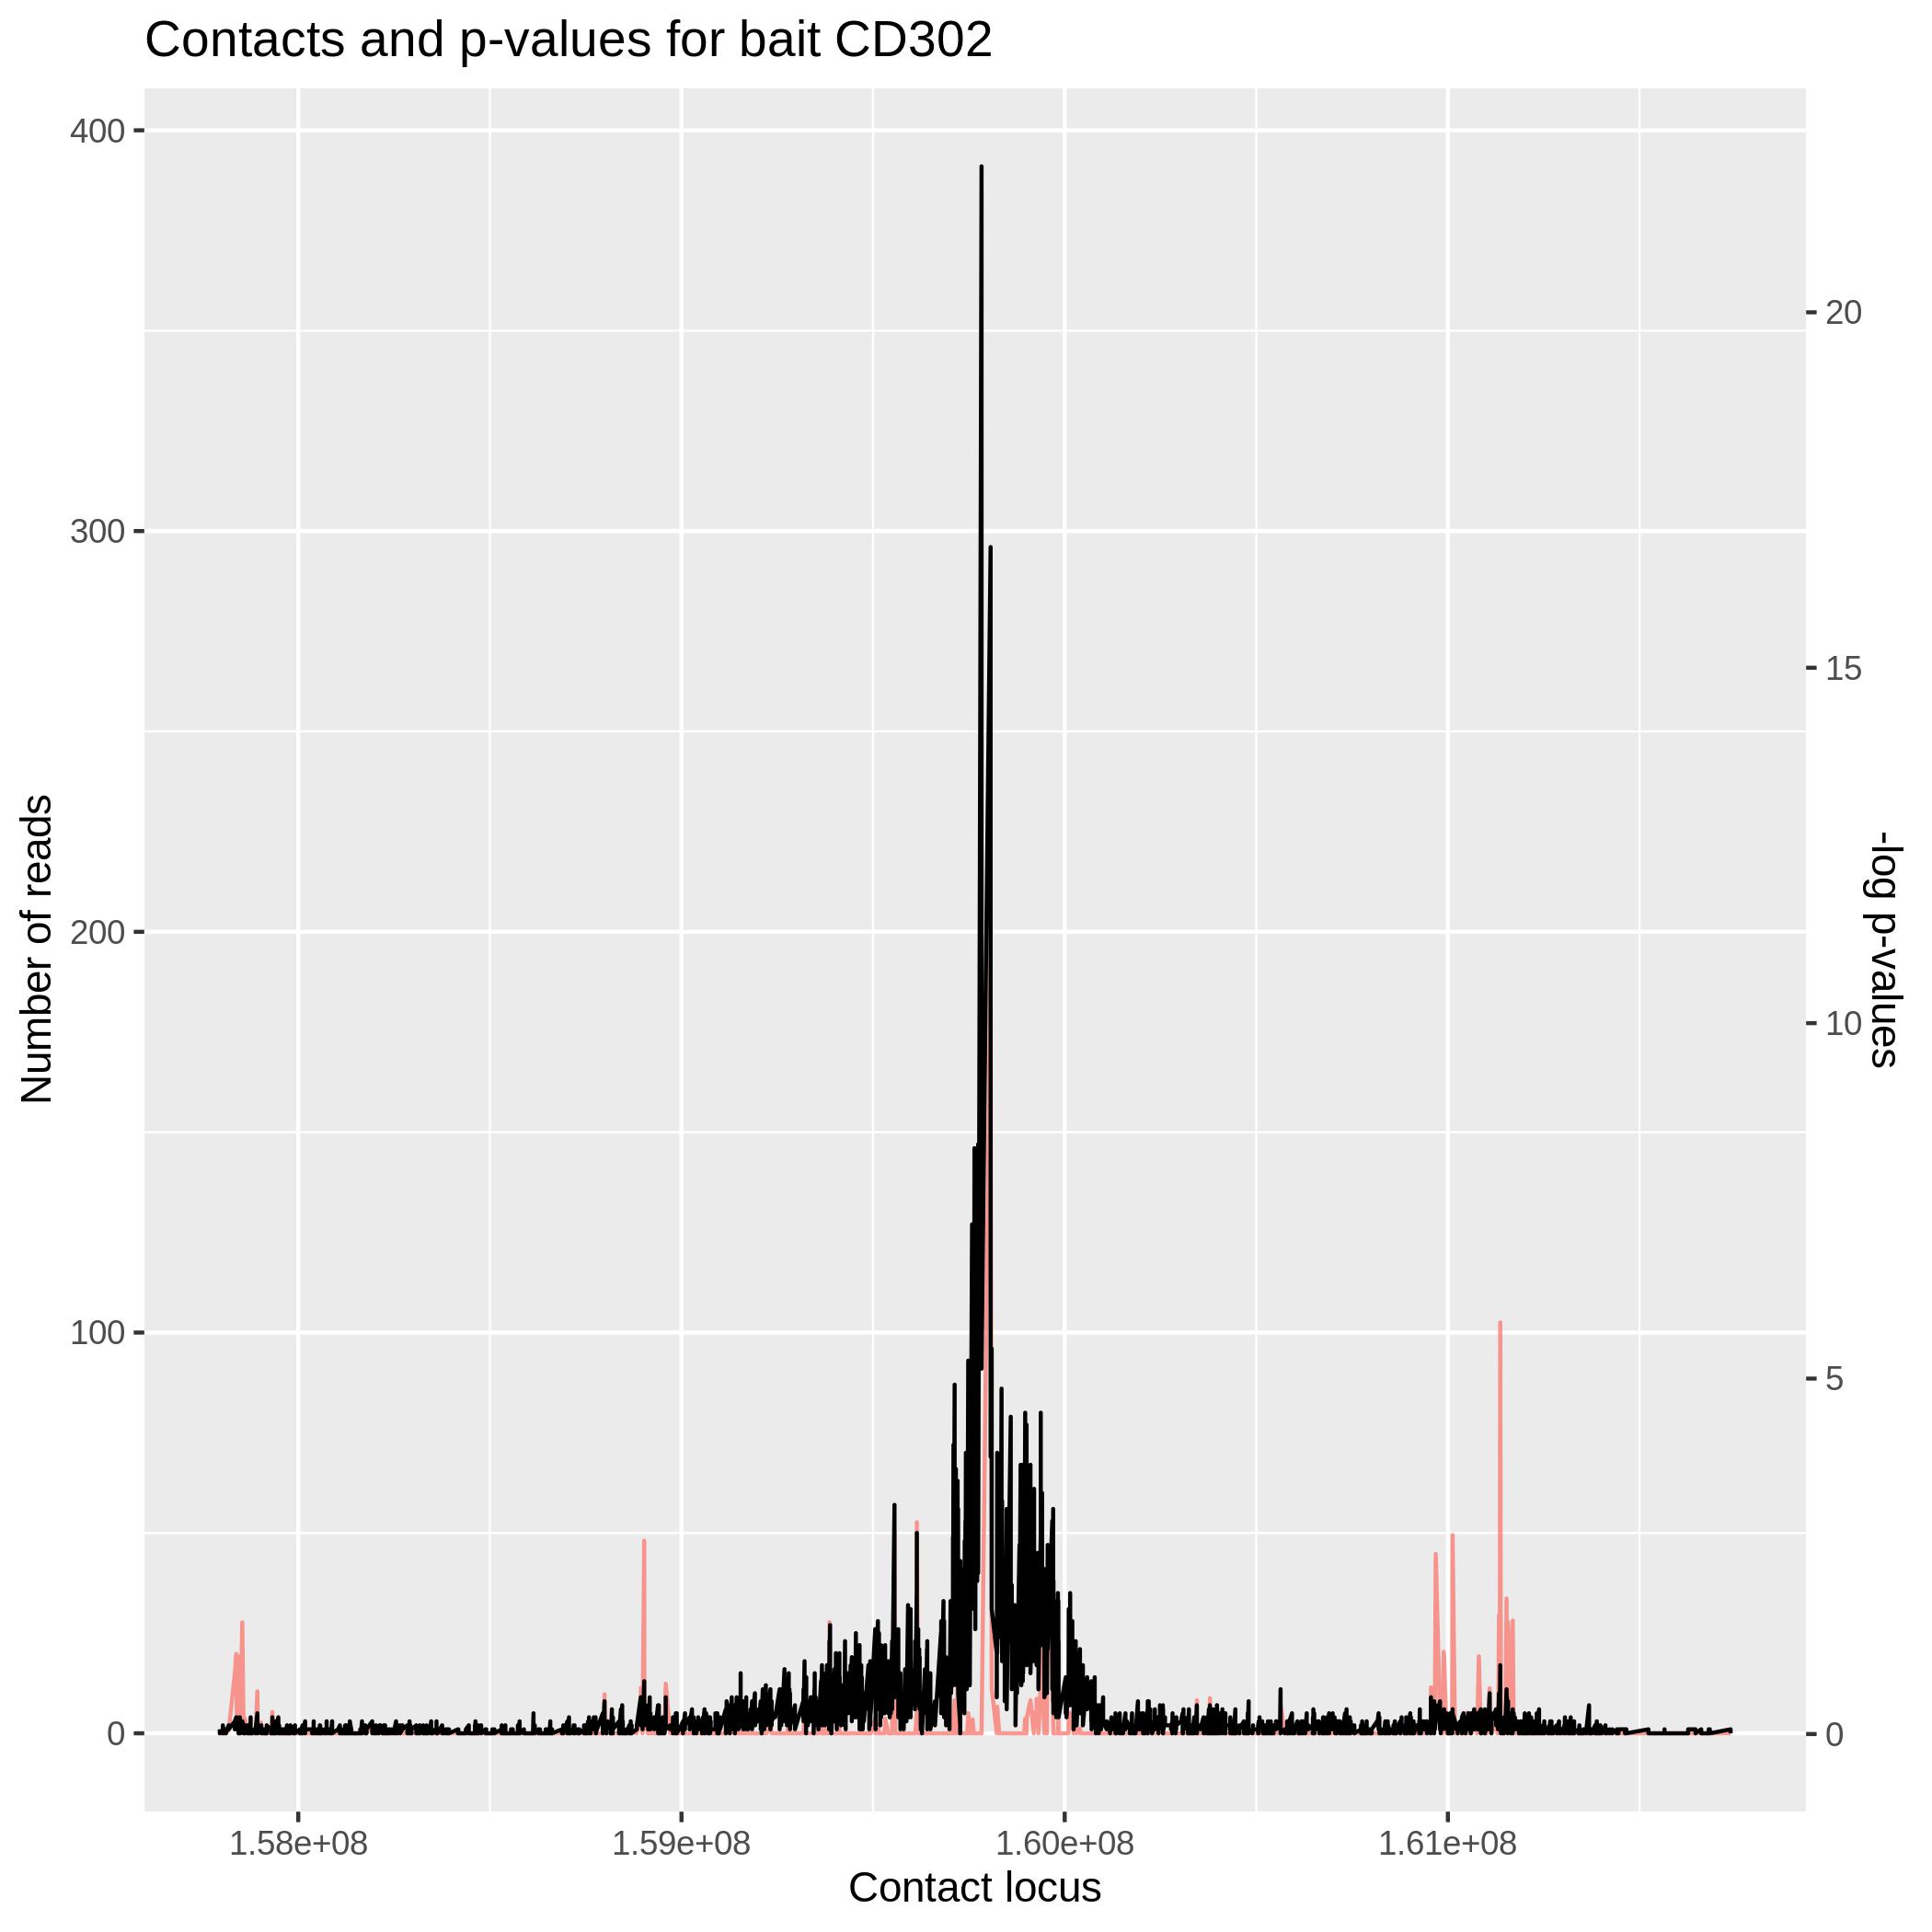 Contacts and p-values for bait CD302
400
300
200
100
0
Number of reads
20
15
10
5
0
-log p-values
1.58e+08
1.59e+08
1.60e+08
1.61e+08
Contact locus